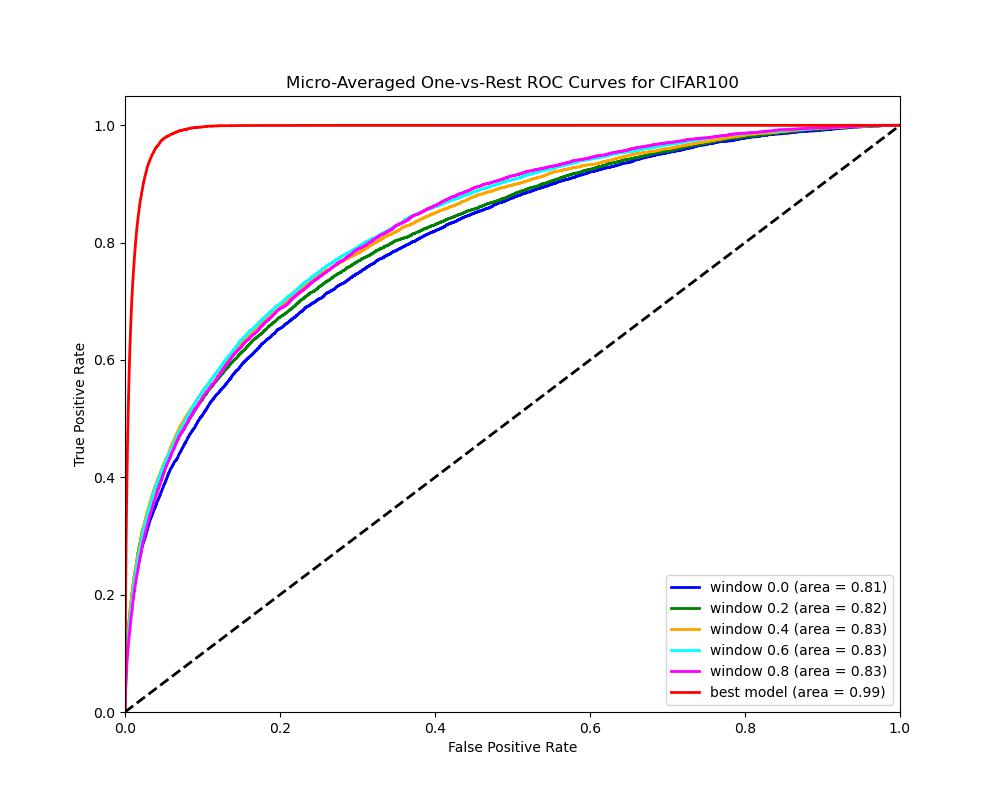 Micro-Averaged One-vs-Rest ROC Curves for CIFAR100
True Positive Rate
1.0
0.8
0.6
0.4
0.2
0.0
0.0 0.2 0.4 0.6 0.8 1.0
False Positive Rate
window 0.0 (area = 0.81)
window 0.2 (area = 0.82)
window 0.4 (area = 0.83)
window 0.6 (area = 0.83)
window 0.8 (area = 0.83)
best model (area = 0.99)